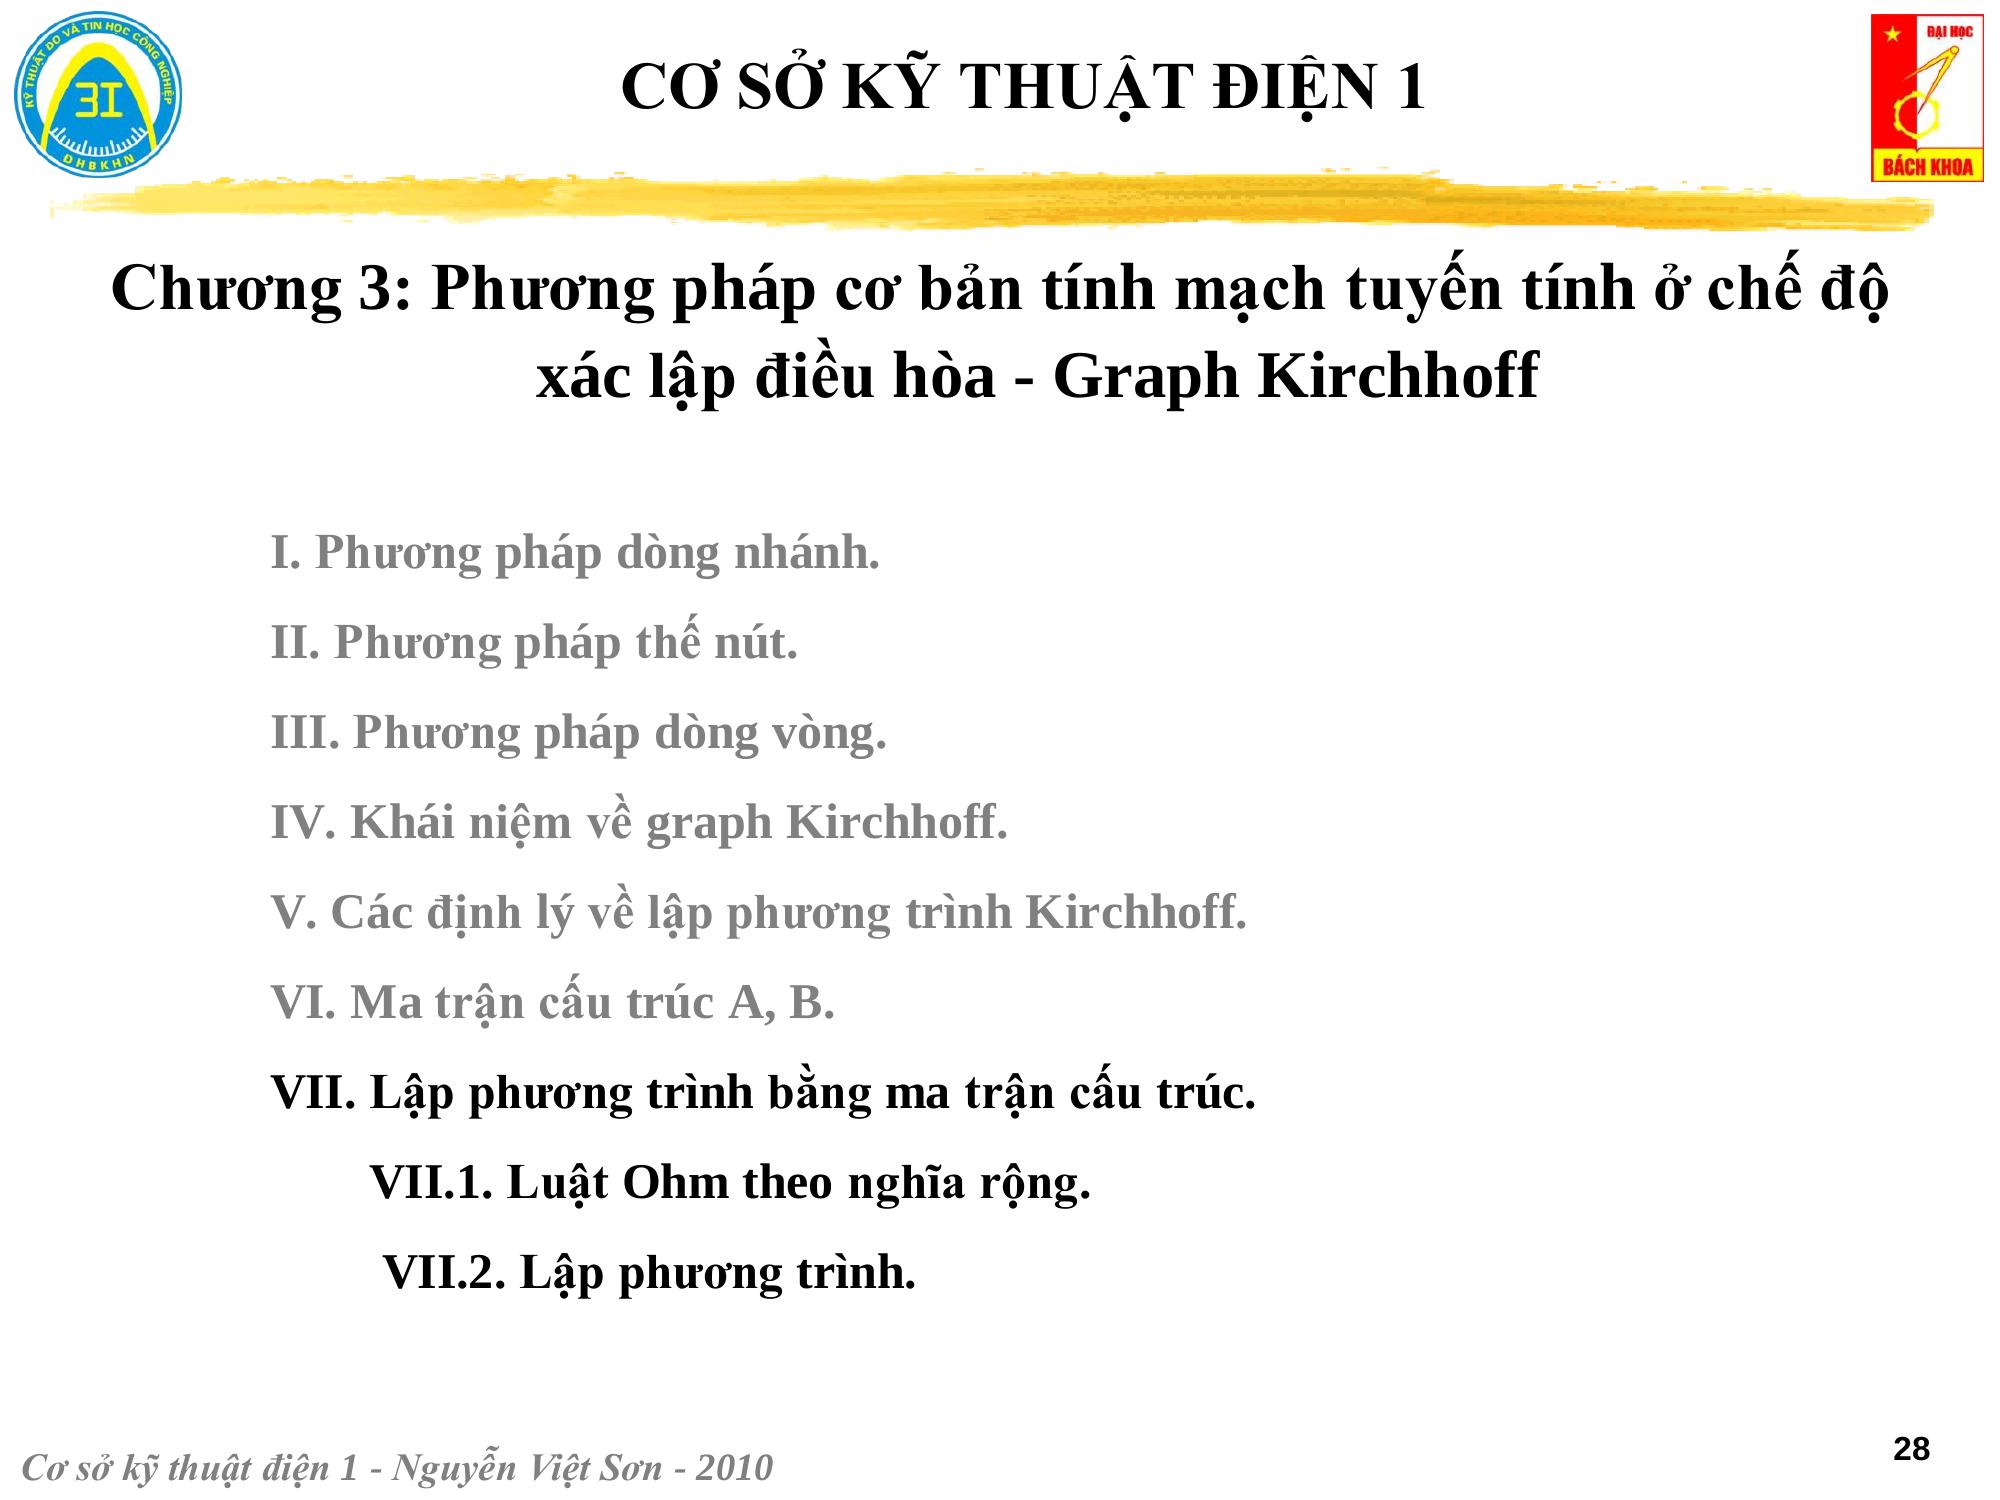 KỸ THUẬT ĐO VÀ TIN HỌC CÔNG NGHIỆP
3I
ĐHBKHN
CƠ SỞ KỸ THUẬT ĐIỆN 1
ĐẠI HỌC
BÁCH KHOA
Chương 3: Phương pháp cơ bản tính mạch tuyến tính ở chế độ
xác lập điều hòa - Graph Kirchhoff
I. Phương pháp dòng nhánh.
II. Phương pháp thế nút.
III. Phương pháp dòng vòng.
IV. Khái niệm về graph Kirchhoff.
V. Các định lý về lập phương trình Kirchhoff.
VI. Ma trận cấu trúc A, B.
VII. Lập phương trình bằng ma trận cấu trúc.
VII.1. Luật Ohm theo nghĩa rộng.
VII.2. Lập phương trình.
Cơ sở kỹ thuật điện 1 - Nguyễn Việt Sơn - 2010
28